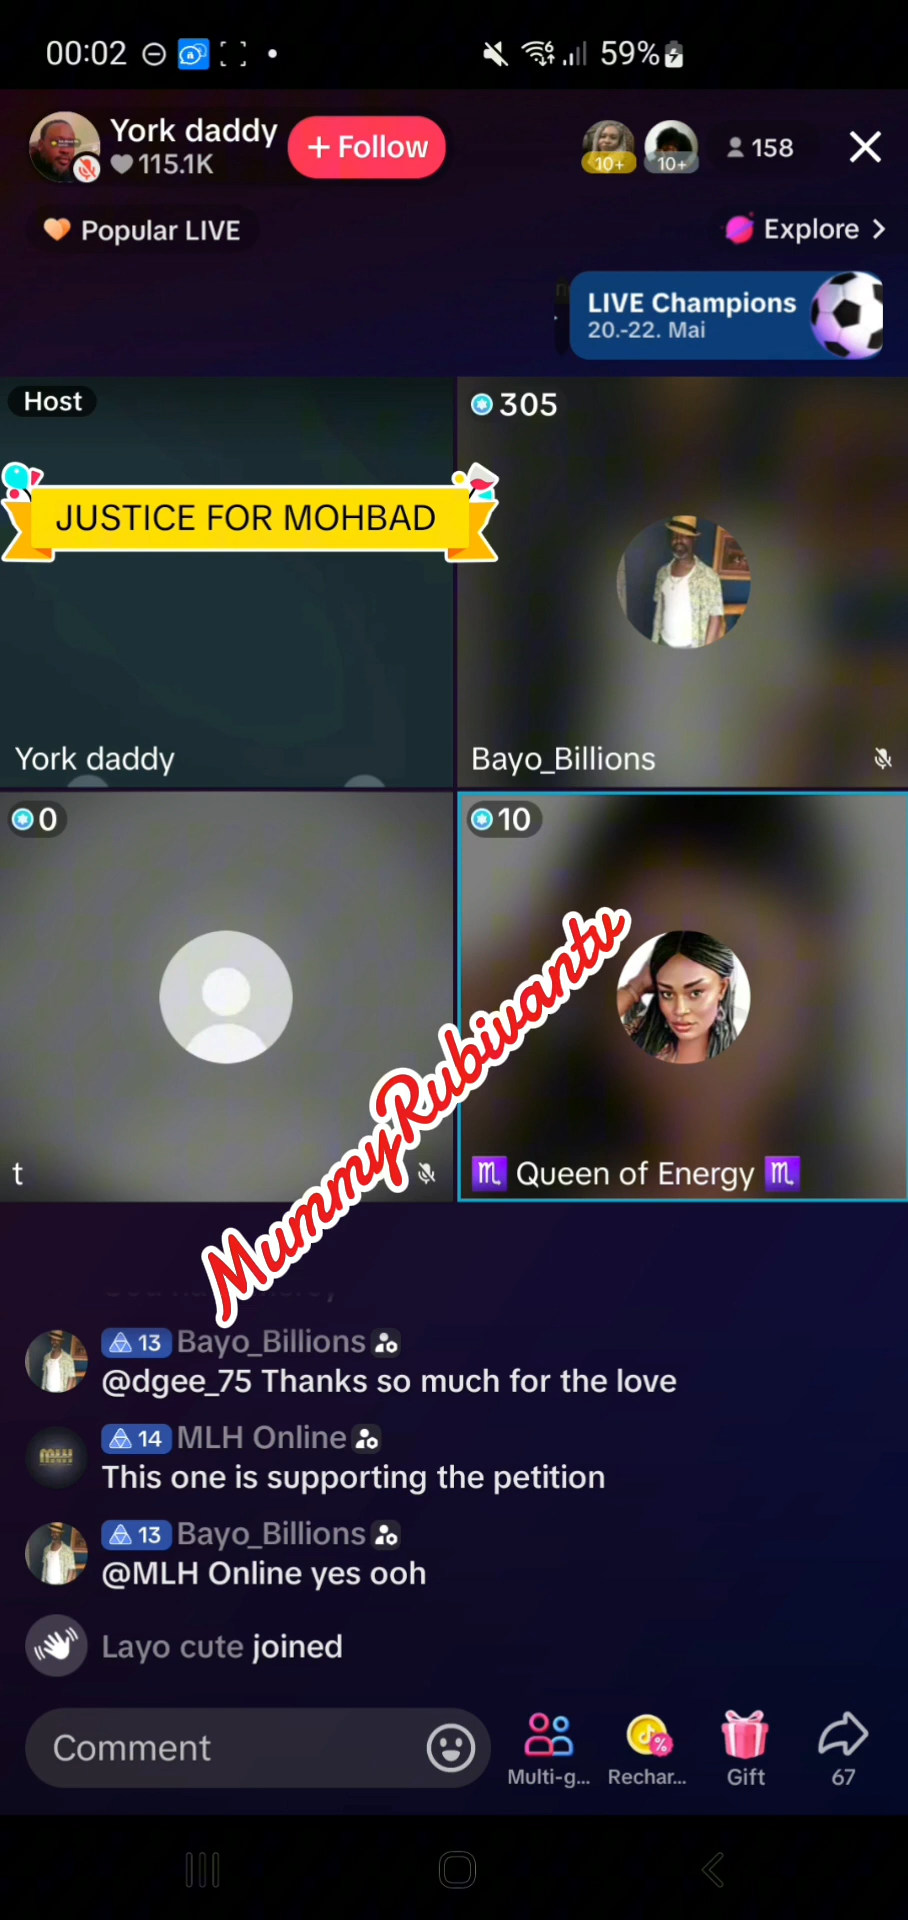 00:02
59%
York daddy
115.1K
+ Follow
10+
10+
158
Popular LIVE
Explore >
LIVE Champions
20.-22. Mai
Host
305
JUSTICE FOR MOHBAD
York daddy
Bayo_Billions
0
10
t
♏ Queen of Energy ♏
MummyRubivantv
13 Bayo_Billions
@dgee_75 Thanks so much for the love
14 MLH Online
This one is supporting the petition
13 Bayo_Billions
@MLH Online yes ooh
Layo cute joined
Comment
Multi-g...
Rechar...
Gift
67